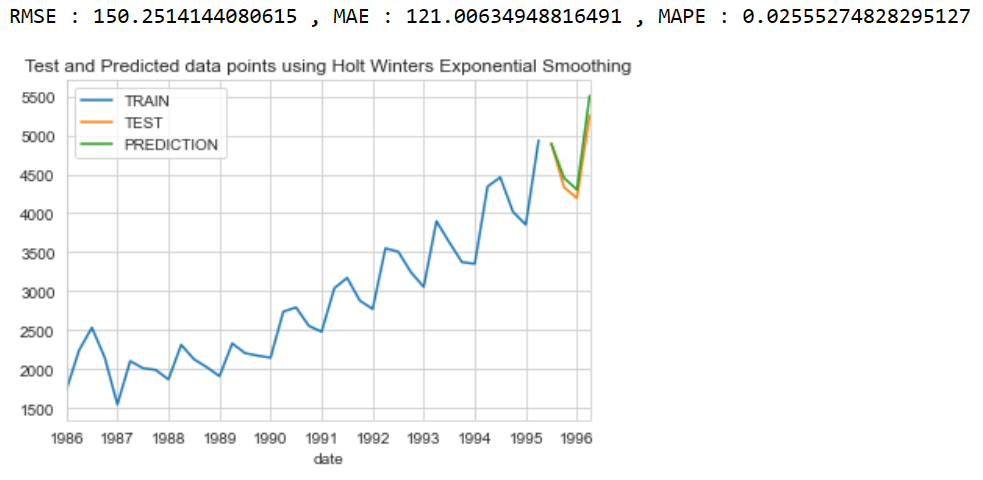 RMSE : 150.2514144080615 , MAE : 121.00634948816491 , MAPE : 0.02555274828295127
Test and Predicted data points using Holt Winters Exponential Smoothing
TRAIN
TEST
PREDICTION
5500
5000
4500
4000
3500
3000
2500
2000
1500
1986 1987 1988 1989 1990 1991 1992 1993 1994 1995 1996
date